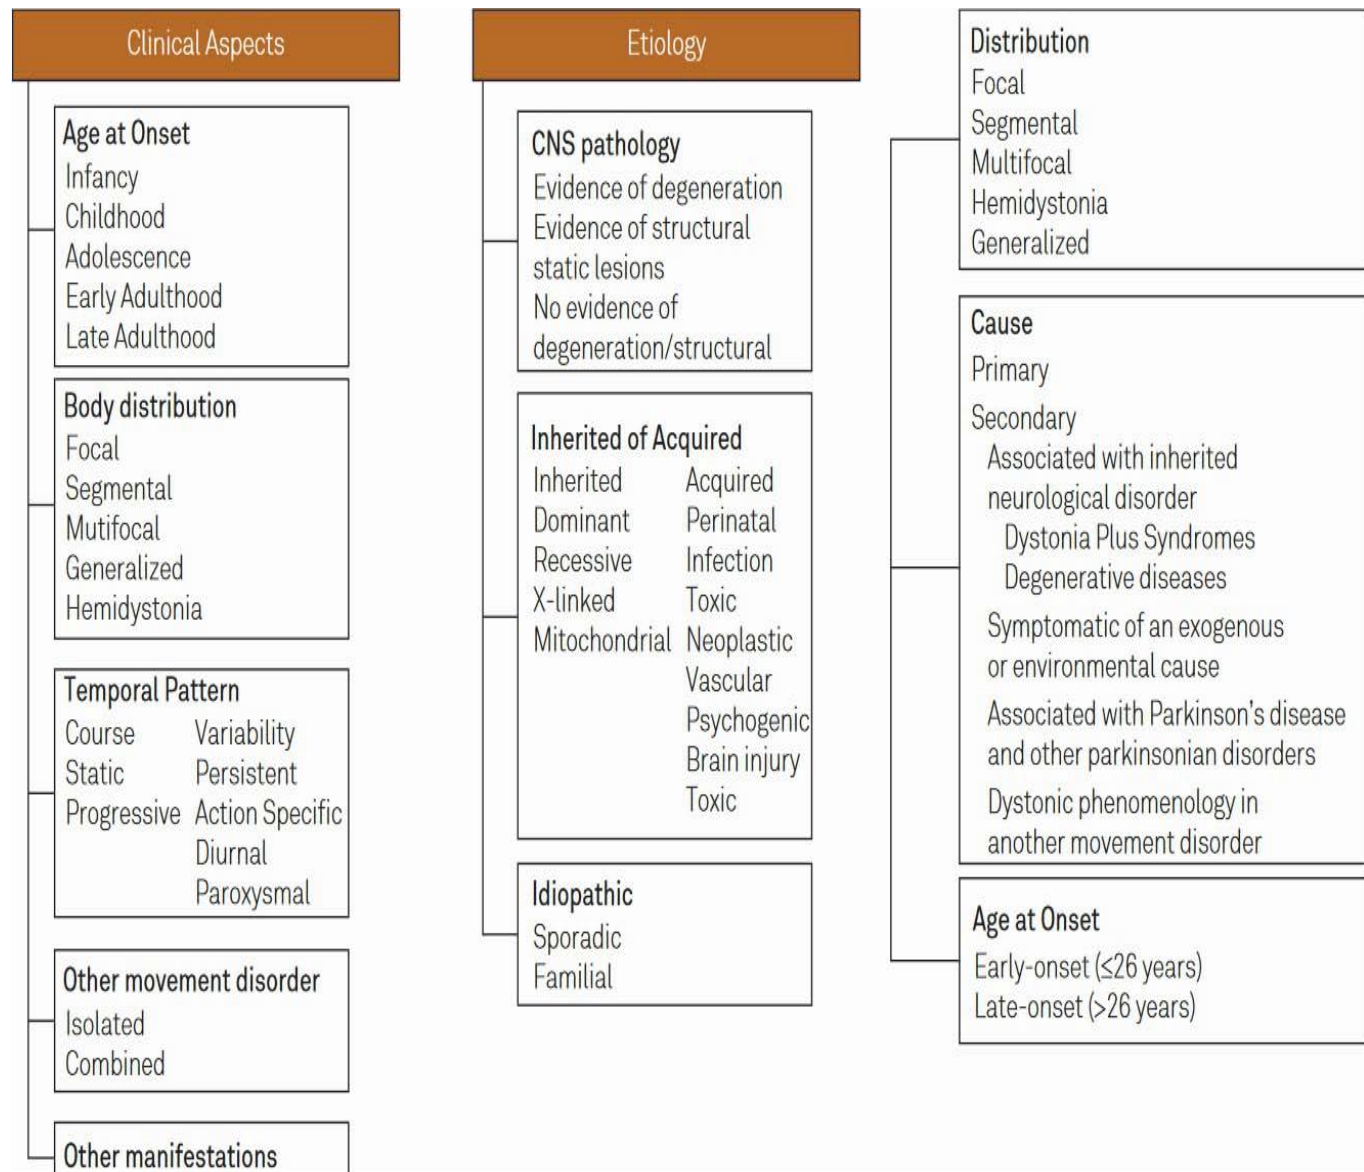 Clinical Aspects
Age at Onset
Infancy
Childhood
Adolescence
Early Adulthood
Late Adulthood
Body distribution
Focal
Segmental
Mutifocal
Generalized
Hemidystonia
Temporal Pattern
Course Variability
Static Persistent
Progressive Action Specific
Diurnal
Paroxysmal
Other movement disorder
Isolated
Combined
Other manifestations
Etiology
CNS pathology
Evidence of degeneration
Evidence of structural
static lesions
No evidence of
degeneration/structural
Inherited of Acquired
Inherited Acquired
Dominant Perinatal
Recessive Infection
X-linked Toxic
Mitochondrial Neoplastic
Vascular
Psychogenic
Brain injury
Toxic
Idiopathic
Sporadic
Familial
Distribution
Focal
Segmental
Multifocal
Hemidystonia
Generalized
Cause
Primary
Secondary
Associated with inherited
neurological disorder
Dystonia Plus Syndromes
Degenerative diseases
Symptomatic of an exogenous
or environmental cause
Associated with Parkinson's disease
and other parkinsonian disorders
Dystonic phenomenology in
another movement disorder
Age at Onset
Early-onset (≤26 years)
Late-onset (>26 years)